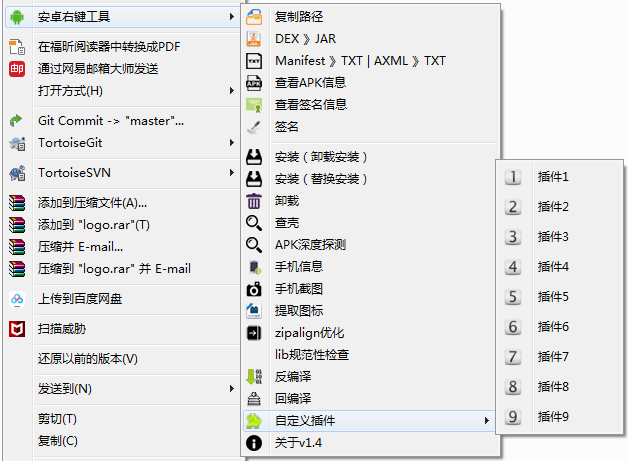 安卓右键工具
在福昕阅读器中转换成PDF
通过网易邮箱大师发送
打开方式(H)
Git Commit -> "master"...
TortoiseGit
TortoiseSVN
添加到压缩文件(A)...
添加到 "logo.rar"(T)
压缩并 E-mail...
压缩到 "logo.rar" 并 E-mail
上传到百度网盘
扫描威胁
还原以前的版本(V)
发送到(N)
剪切(T)
复制(C)
复制路径
DEX 》JAR
TXT Manifest 》TXT | AXML 》TXT
APK 查看APK信息
查看签名信息
签名
安装（卸载安装）
安装（替换安装）
卸载
查壳
APK深度探测
手机信息
手机截图
提取图标
zipalign优化
lib规范性检查
反编译
回编译
自定义插件
关于v1.4
1 插件1
2 插件2
3 插件3
4 插件4
5 插件5
6 插件6
7 插件7
8 插件8
9 插件9